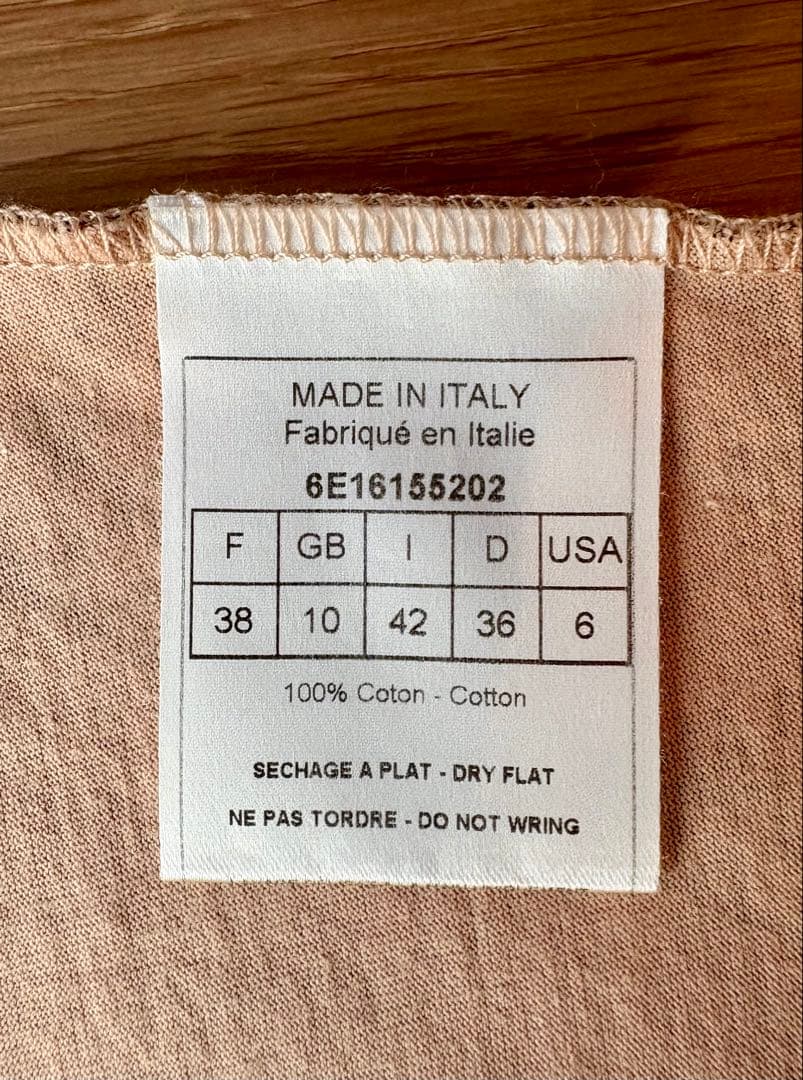 MADE IN ITALY
Fabriqué en Italie
6E16155202
F GB I D USA
38 10 42 36 6
100% Coton - Cotton
SECHAGE A PLAT - DRY FLAT
NE PAS TORDRE - DO NOT WRING